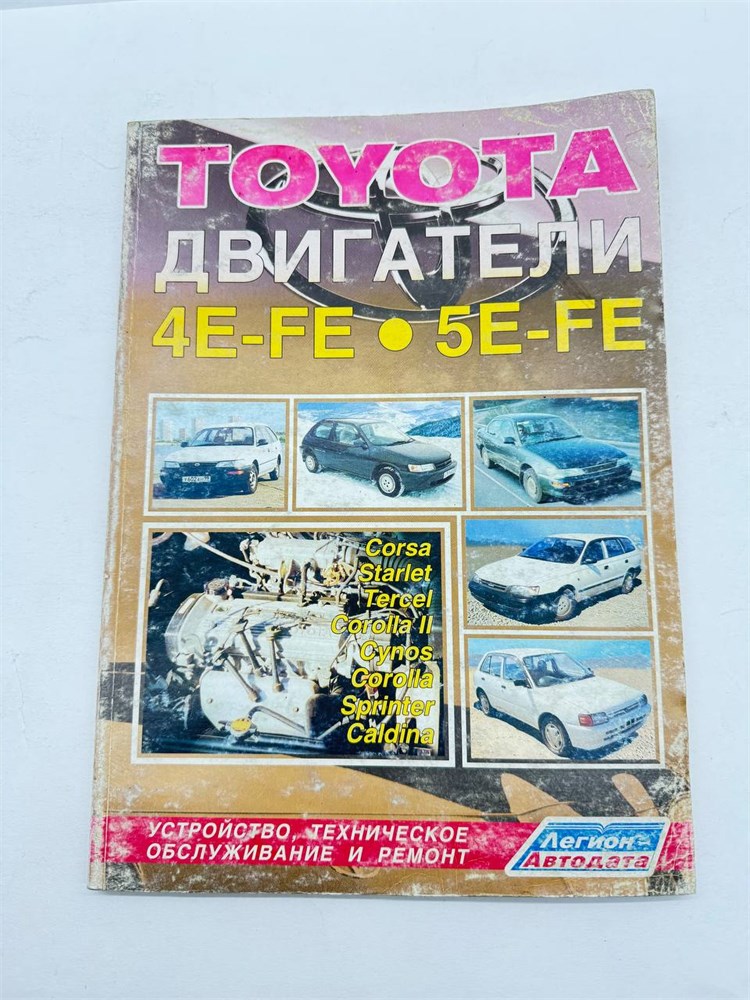 TOYOTA
ДВИГАТЕЛИ
4E-FE • 5E-FE
Corsa
Starlet
Tercel
Corolla II
Cynos
Corolla
Sprinter
Caldina
УСТРОЙСТВО, ТЕХНИЧЕСКОЕ
ОБСЛУЖИВАНИЕ И РЕМОНТ
Легион-
Автодата